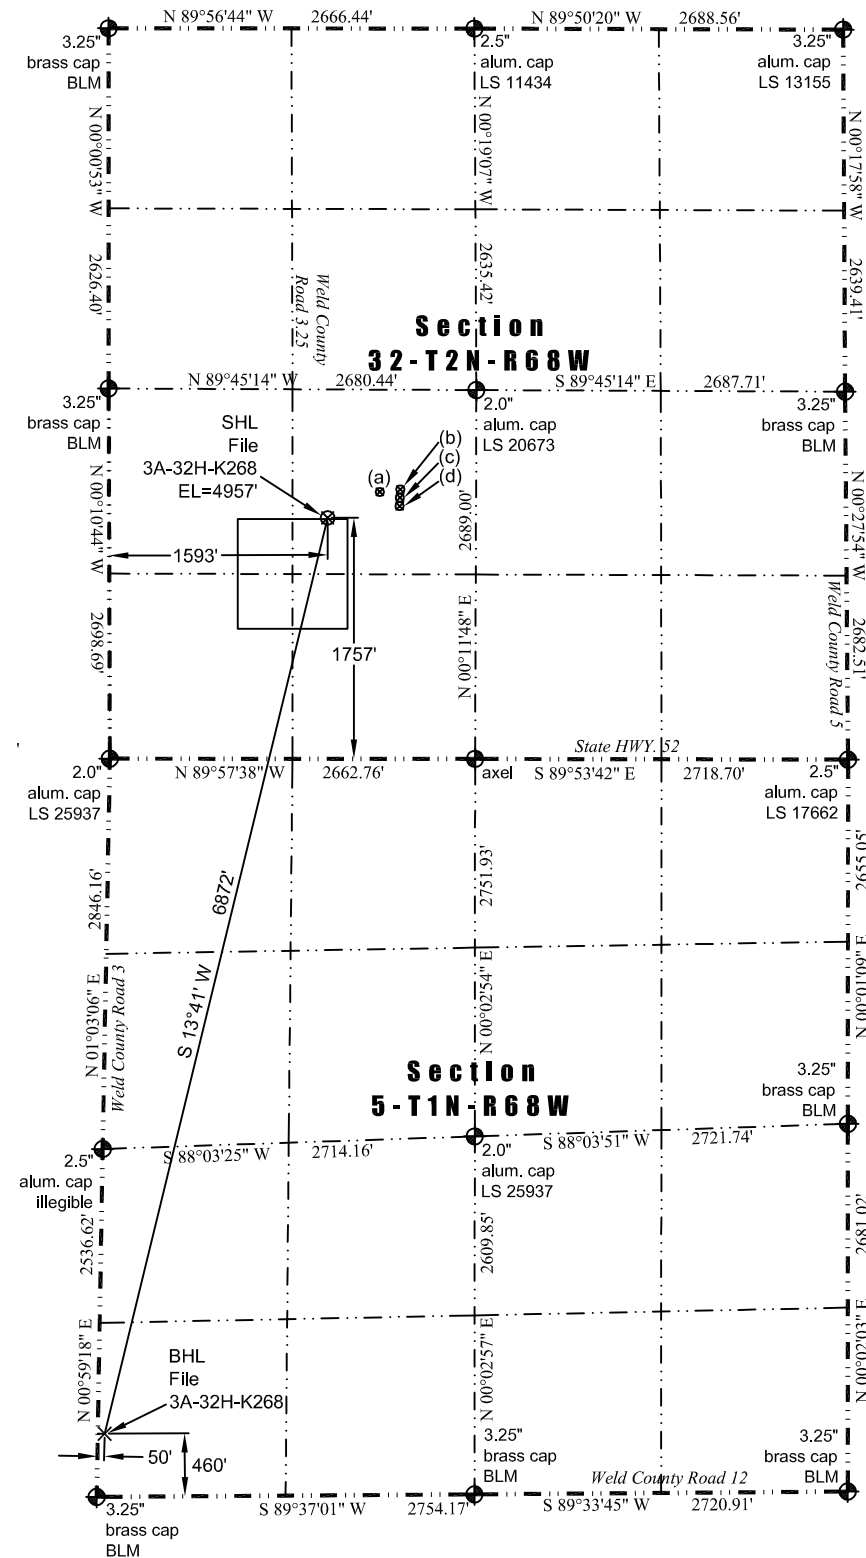 N 89°56'44" W 2666.44'
N 89°50'20" W 2688.56'
3.25"
brass cap
BLM
2.5"
alum. cap
LS 11434
3.25"
alum. cap
LS 13155
N 00°00'53" W
2626.40'
N 00°19'07" W
2635.42'
N 00°17'58" W
2639.41'
Weld County
Road 3.25
Section
32-T2N-R68W
N 89°45'14" W 2680.44'
S 89°45'14" E 2687.71'
3.25"
brass cap
BLM
2.0"
alum. cap
LS 20673
3.25"
brass cap
BLM
SHL
File
3A-32H-K268
EL=4957'
(a)
(b)
(c)
(d)
N 00°10'44" W
2698.69'
2689.00'
N 00°11'48" E
N 00°27'54" W
2682.51'
Weld County Road 5
1593'
1757'
State HWY. 52
N 89°57'38" W 2662.76'
axel
S 89°53'42" E 2718.70'
2.0"
alum. cap
LS 25937
2.5"
alum. cap
LS 17662
2846.16'
N 01°03'06" E
Weld County Road 3
6872'
S 13°41' W
2751.93'
N 00°02'54" E
2655.05'
N 00°01'09" E
Section
5-T1N-R68W
3.25"
brass cap
BLM
S 88°03'25" W 2714.16'
S 88°03'51" W 2721.74'
2.5"
alum. cap
illegible
2.0"
alum. cap
LS 25937
2536.62'
N 00°59'18" E
2609.85'
N 00°02'57" E
2681.02'
BHL
File
3A-32H-K268
50'
460'
3.25"
brass cap
BLM
3.25"
brass cap
BLM
3.25"
brass cap
BLM
Weld County Road 12
S 89°37'01" W 2754.17'
S 89°33'45" W 2720.91'